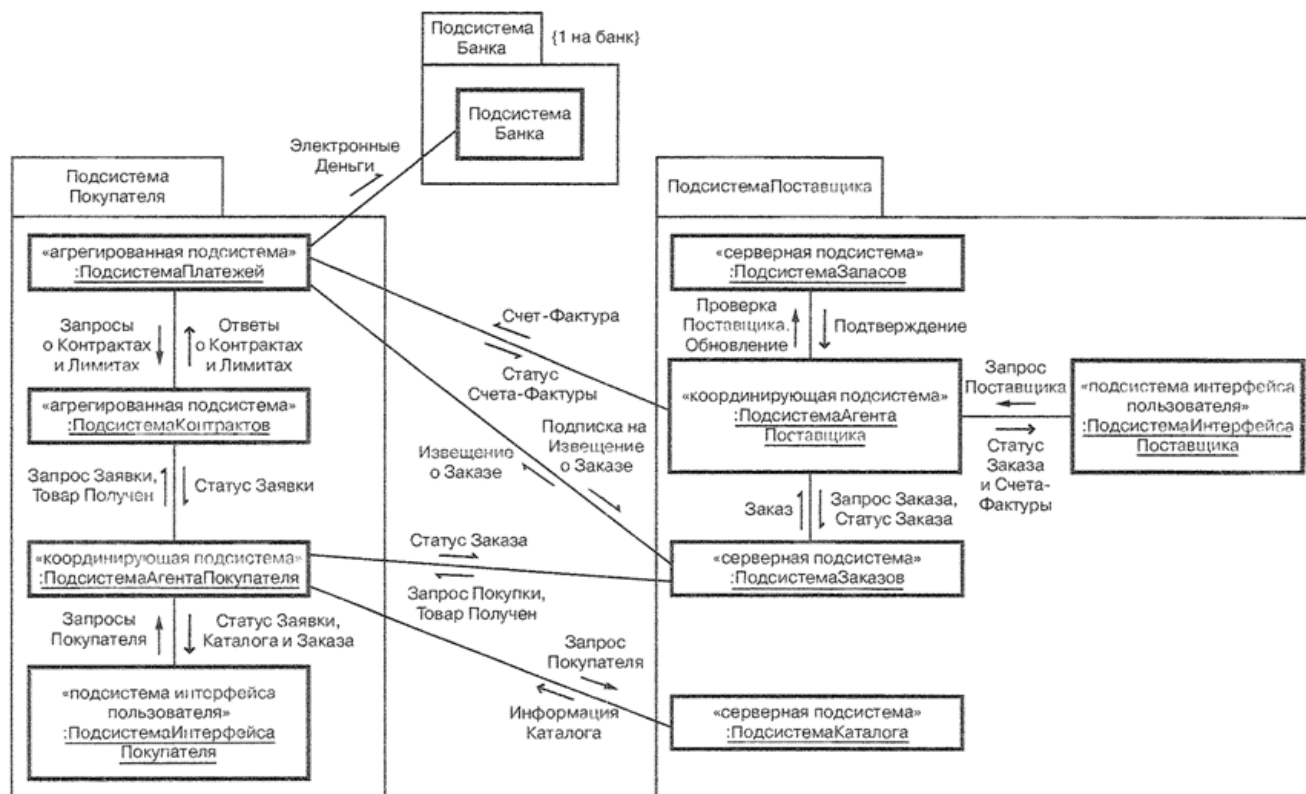 Подсистема
Банка
{1 на банк}
Подсистема
Банка
Электронные
Деньги
Подсистема
Покупателя
ПодсистемаПоставщика
«агрегированная подсистема»
:ПодсистемаПлатежей
«серверная подсистема»
:ПодсистемаЗапасов
Запросы
о Контрактах
и Лимитах
Ответы
о Контрактах
и Лимитах
Счет-Фактура
Статус
Счета-Фактуры
Проверка
Поставщика,
Обновление
Подтверждение
«агрегированная подсистема»
:ПодсистемаКонтрактов
«координирующая подсистема»
:ПодсистемаАгента
Поставщика
Запрос
Поставщика
Статус
Заказа
и Счета-
Фактуры
«подсистема интерфейса
пользователя»
:ПодсистемаИнтерфейса
Поставщика
Извещение
о Заказе
Подписка на
Извещение
о Заказе
Запрос Заявки,
Товар Получен
Статус Заявки
Заказ
Запрос Заказа,
Статус Заказа
«координирующая подсистема»
:ПодсистемаАгентаПокупателя
Статус Заказа
Запрос Покупки,
Товар Получен
«серверная подсистема»
:ПодсистемаЗаказов
Запросы
Покупателя
Статус Заявки,
Каталога и Заказа
Запрос
Покупателя
Информация
Каталога
«подсистема интерфейса
пользователя»
:ПодсистемаИнтерфейса
Покупателя
«серверная подсистема»
:ПодсистемаКаталога